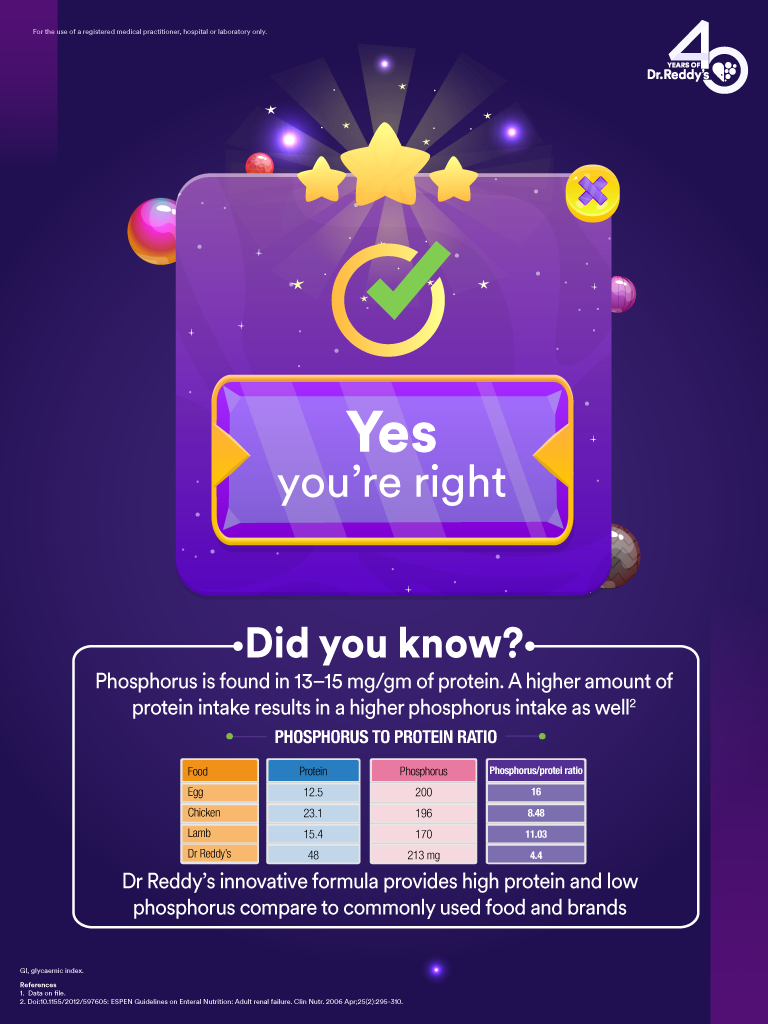 For the use of a registered medical practitioner, hospital or laboratory only.
40
YEARS OF
Dr.Reddy's
Yes
you're right
Did you know?
Phosphorus is found in 13–15 mg/gm of protein. A higher amount of
protein intake results in a higher phosphorus intake as well²
PHOSPHORUS TO PROTEIN RATIO
Food Protein Phosphorus Phosphorus/protei ratio
Egg 12.5 200 16
Chicken 23.1 196 8.48
Lamb 15.4 170 11.03
Dr Reddy's 48 213 mg 4.4
Dr Reddy's innovative formula provides high protein and low
phosphorus compare to commonly used food and brands
GI, glycaemic index.
References
1. Data on file.
2. Doi:10.1155/2012/597605: ESPEN Guidelines on Enteral Nutrition: Adult renal failure. Clin Nutr. 2006 Apr;25(2):295-310.